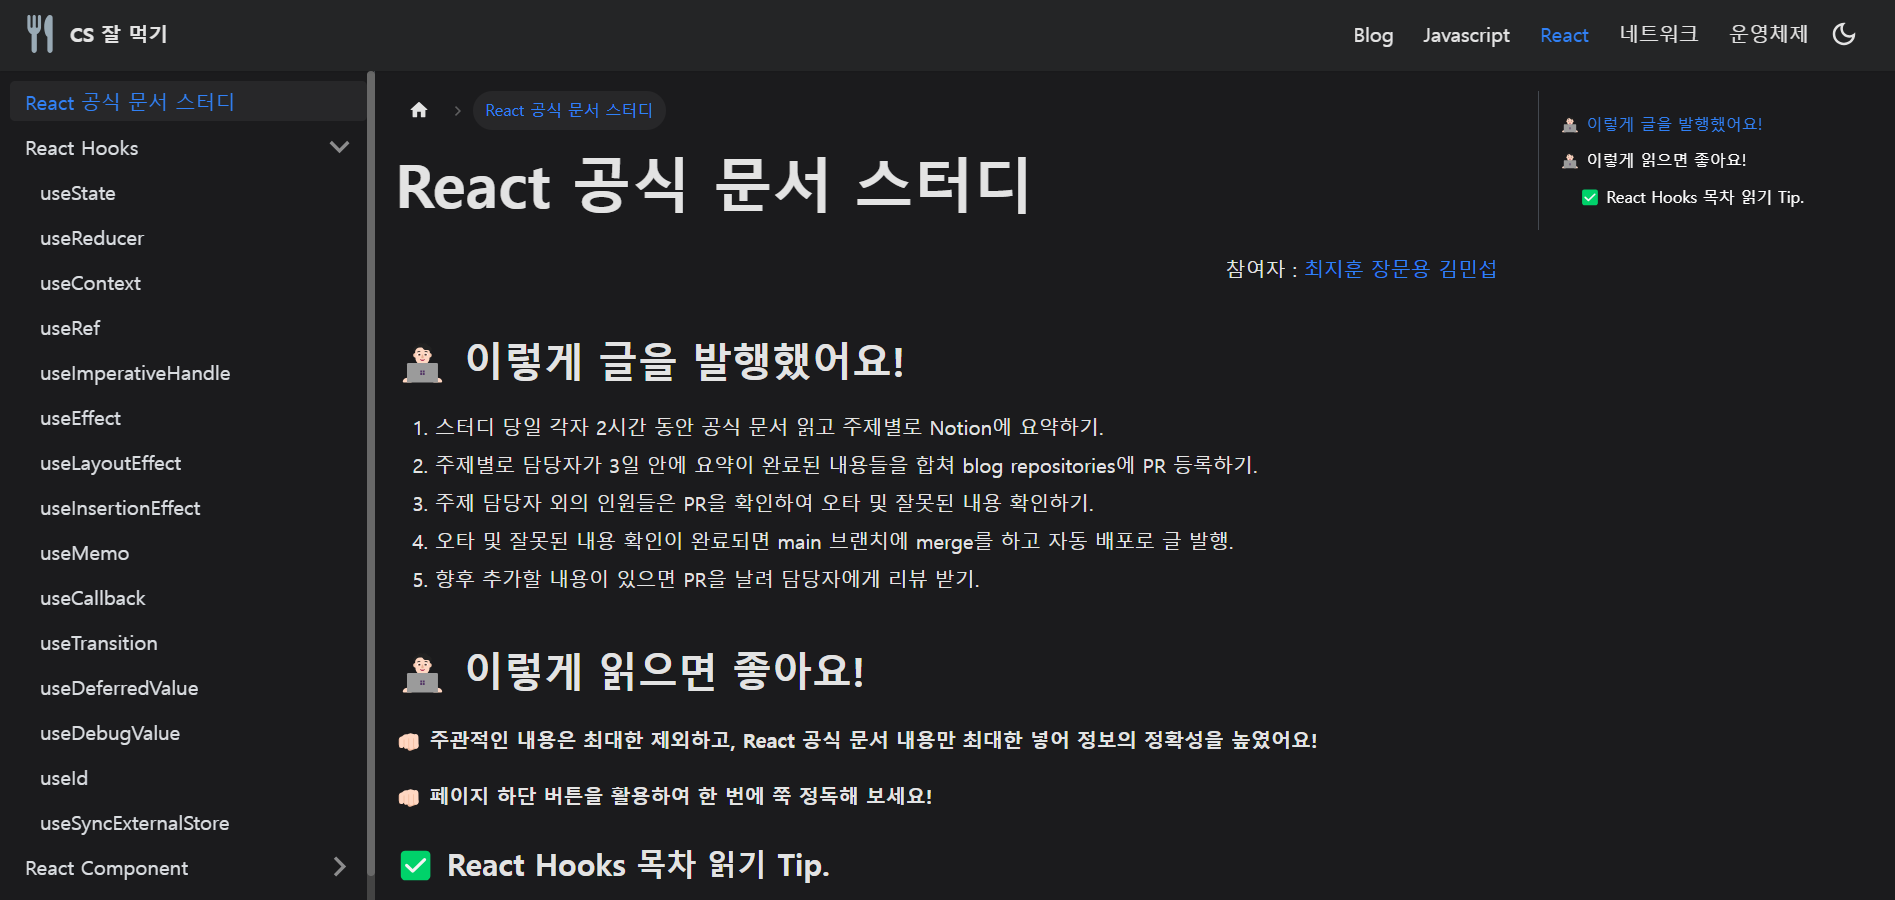 CS 잘 먹기
Blog Javascript React 네트워크 운영체제
React 공식 문서 스터디
React Hooks
useState
useReducer
useContext
useRef
useImperativeHandle
useEffect
useLayoutEffect
useInsertionEffect
useMemo
useCallback
useTransition
useDeferredValue
useDebugValue
useId
useSyncExternalStore
React Component
React 공식 문서 스터디
React 공식 문서 스터디
참여자 : 최지훈 장문용 김민섭
이렇게 글을 발행했어요!
1. 스터디 당일 각자 2시간 동안 공식 문서 읽고 주제별로 Notion에 요약하기.
2. 주제별로 담당자가 3일 안에 요약이 완료된 내용들을 합쳐 blog repositories에 PR 등록하기.
3. 주제 담당자 외의 인원들은 PR을 확인하여 오타 및 잘못된 내용 확인하기.
4. 오타 및 잘못된 내용 확인이 완료되면 main 브랜치에 merge를 하고 자동 배포로 글 발행.
5. 향후 추가할 내용이 있으면 PR을 날려 담당자에게 리뷰 받기.
이렇게 읽으면 좋아요!
👊🏻 주관적인 내용은 최대한 제외하고, React 공식 문서 내용만 최대한 넣어 정보의 정확성을 높였어요!
👊🏻 페이지 하단 버튼을 활용하여 한 번에 쭉 정독해 보세요!
✅ React Hooks 목차 읽기 Tip.
이렇게 글을 발행했어요!
이렇게 읽으면 좋아요!
✅ React Hooks 목차 읽기 Tip.